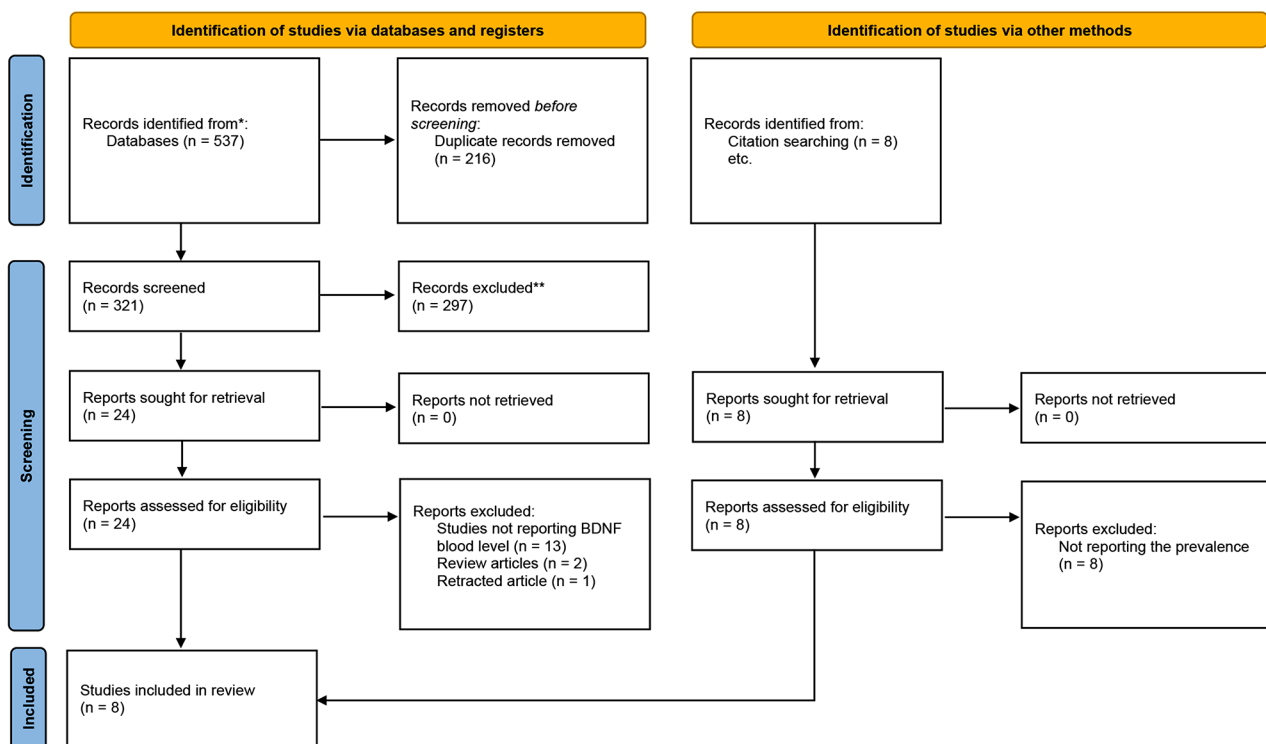 Identification of studies via databases and registers
Identification of studies via other methods
Identification
Records identified from*:
Databases (n = 537)
Records removed before
screening:
Duplicate records removed
(n = 216)
Records identified from:
Citation searching (n = 8)
etc.
Screening
Records screened
(n = 321)
Records excluded**
(n = 297)
Reports sought for retrieval
(n = 24)
Reports not retrieved
(n = 0)
Reports sought for retrieval
(n = 8)
Reports not retrieved
(n = 0)
Reports assessed for eligibility
(n = 24)
Reports excluded:
Studies not reporting BDNF
blood level (n = 13)
Review articles (n = 2)
Retracted article (n = 1)
Reports assessed for eligibility
(n = 8)
Reports excluded:
Not reporting the prevalence
(n = 8)
Included
Studies included in review
(n = 8)